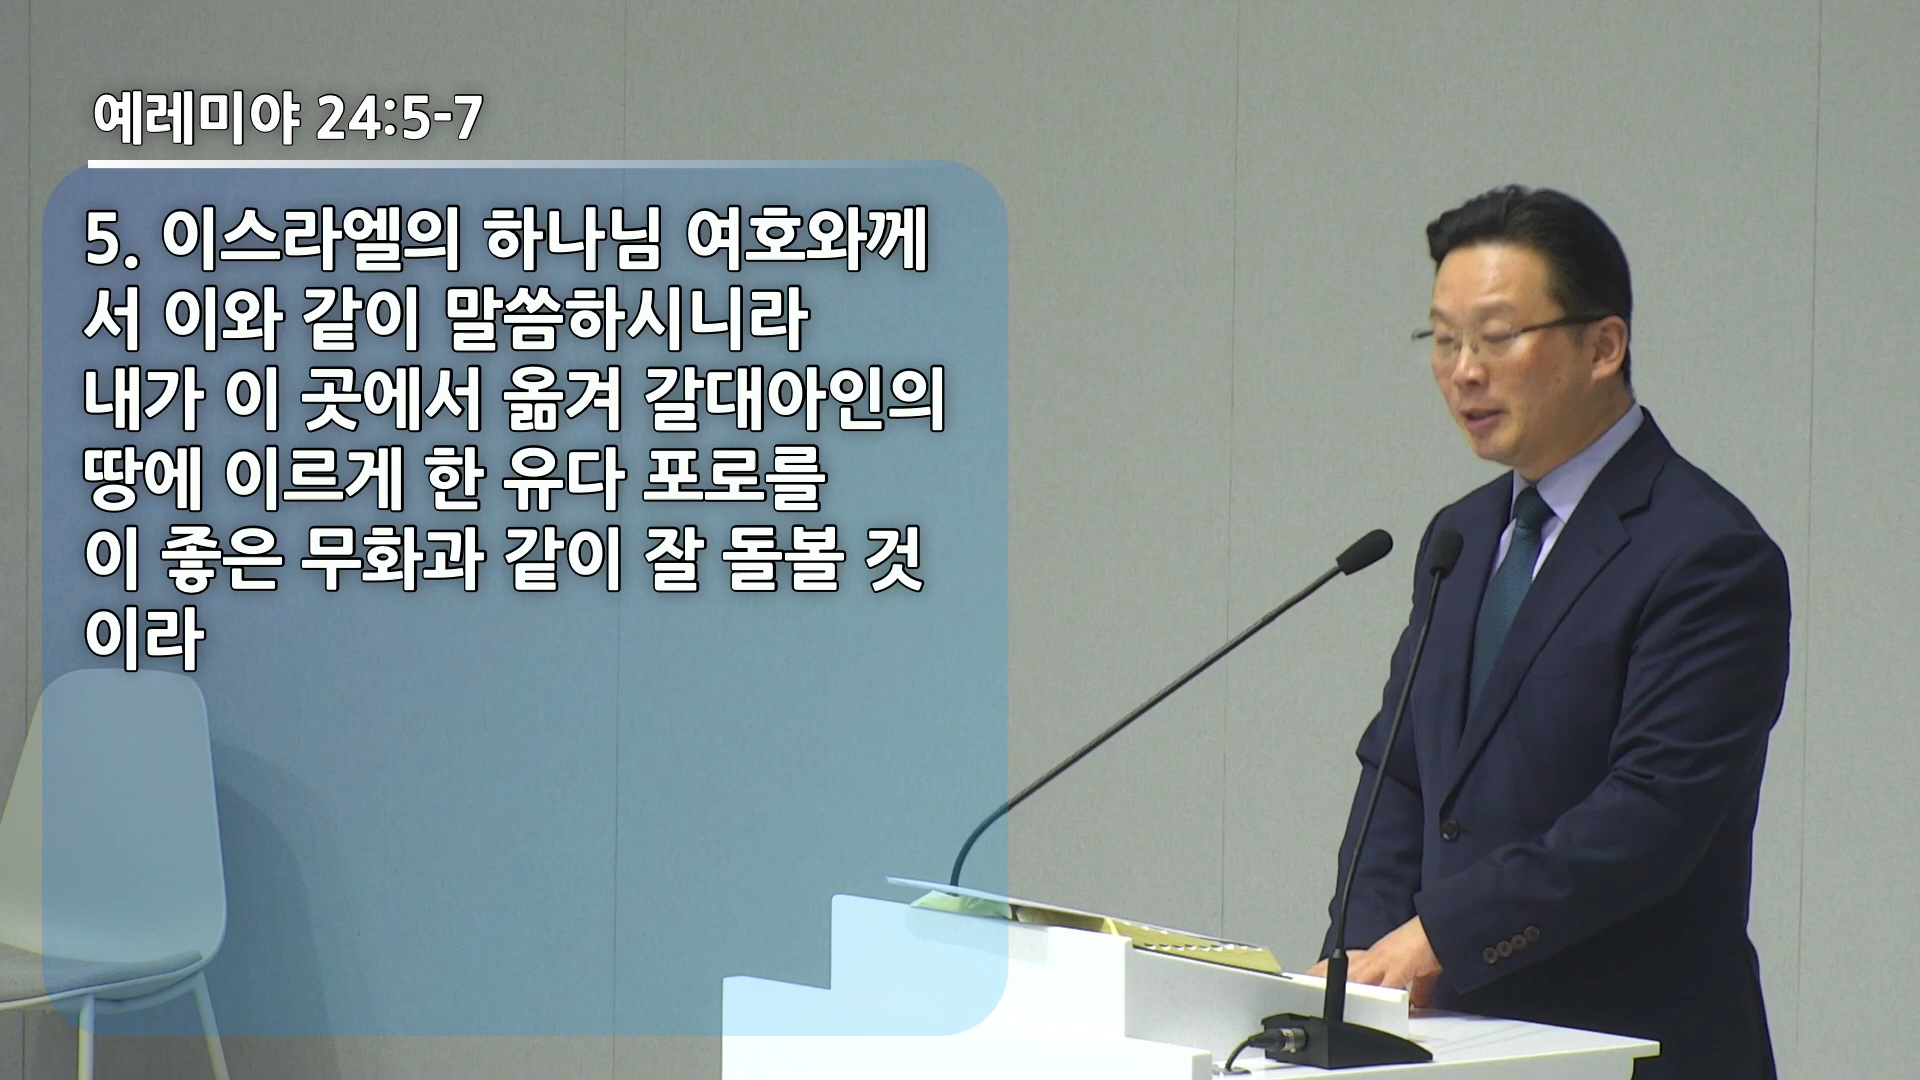 예레미야 24:5-7
5. 이스라엘의 하나님 여호와께
서 이와 같이 말씀하시니라
내가 이 곳에서 옮겨 갈대아인의
땅에 이르게 한 유다 포로를
이 좋은 무화과 같이 잘 돌볼 것
이라